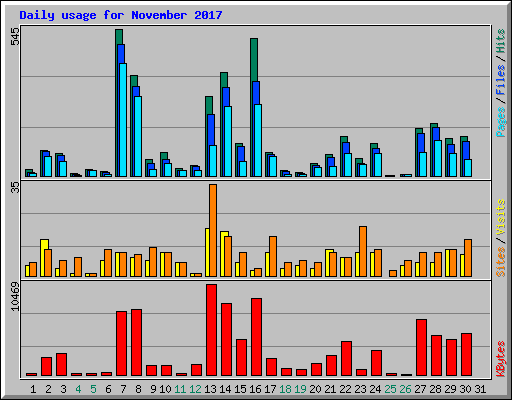 Daily usage for November 2017
545
Pages / Files / Hits
35
Sites / Visits
10469
KBytes
1 2 3 4 5 6 7 8 9 10 11 12 13 14 15 16 17 18 19 20 21 22 23 24 25 26 27 28 29 30 31